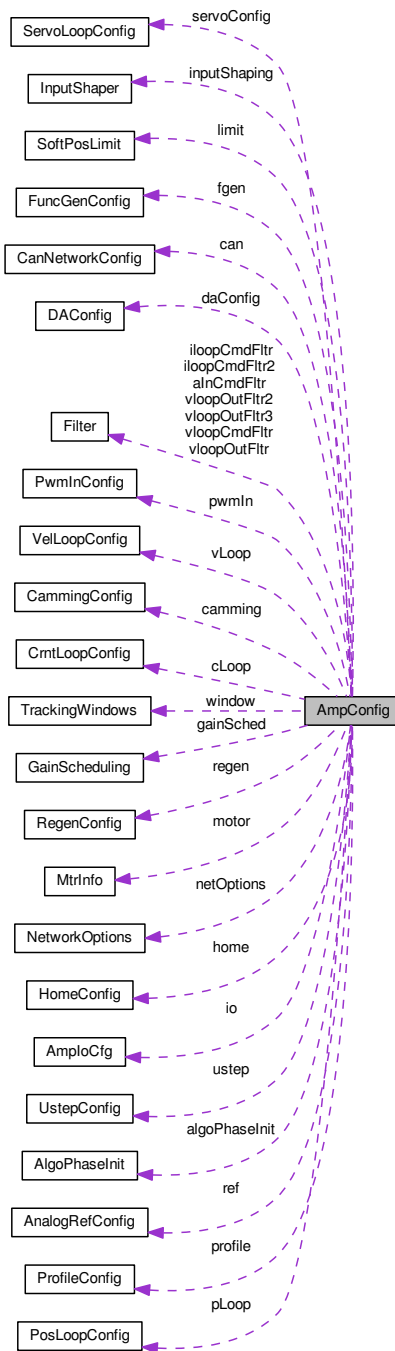 servoConfig
ServoLoopConfig
inputShaping
InputShaper
limit
SoftPosLimit
fgen
FuncGenConfig
can
CanNetworkConfig
daConfig
DAConfig
iloopCmdFltr
iloopCmdFltr2
aInCmdFltr
vloopOutFltr2
vloopOutFltr3
vloopCmdFltr
vloopOutFltr
Filter
pwmIn
PwmInConfig
vLoop
VelLoopConfig
camming
CammingConfig
cLoop
CrntLoopConfig
window
TrackingWindows
AmpConfig
gainSched
GainScheduling
regen
RegenConfig
motor
MtrInfo
netOptions
NetworkOptions
home
HomeConfig
io
AmpIoCfg
ustep
UstepConfig
algoPhaseInit
AlgoPhaseInit
ref
AnalogRefConfig
profile
ProfileConfig
pLoop
PosLoopConfig